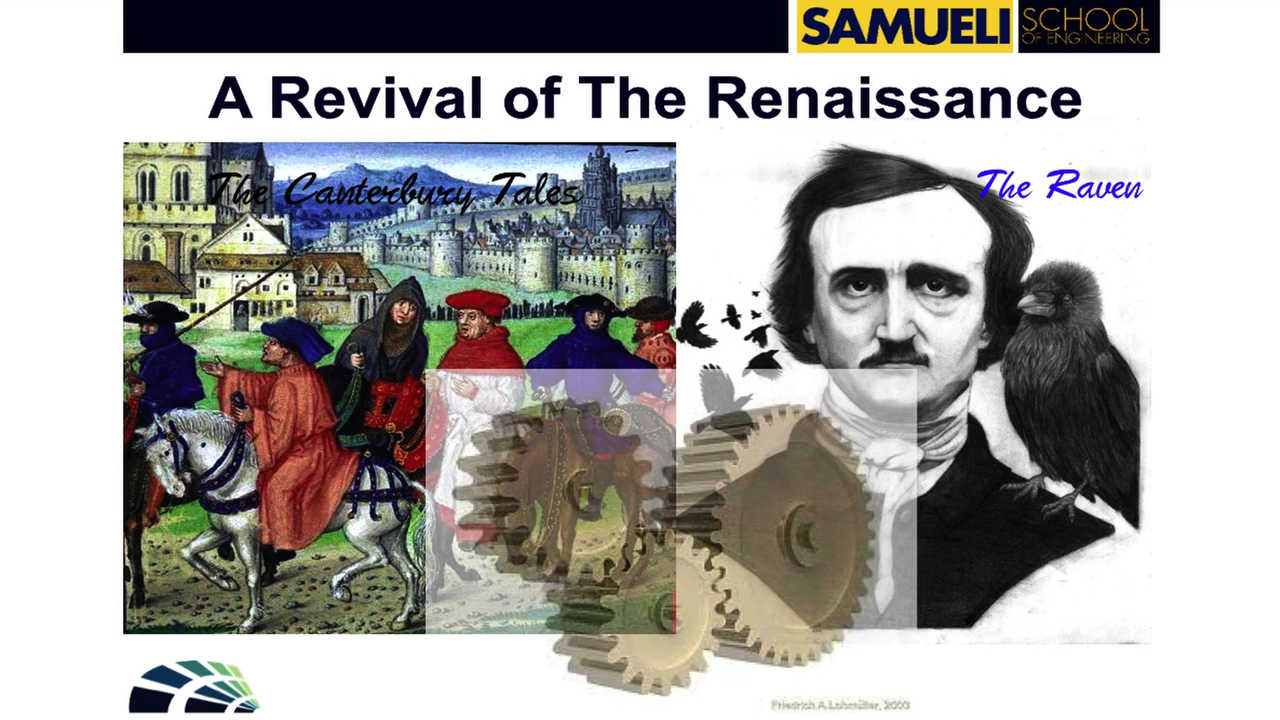 SAMUELI SCHOOL
OF ENGINEERING
A Revival of The Renaissance
The Canterbury Tales
The Raven
Friedrich A. Lohmüller, 2003